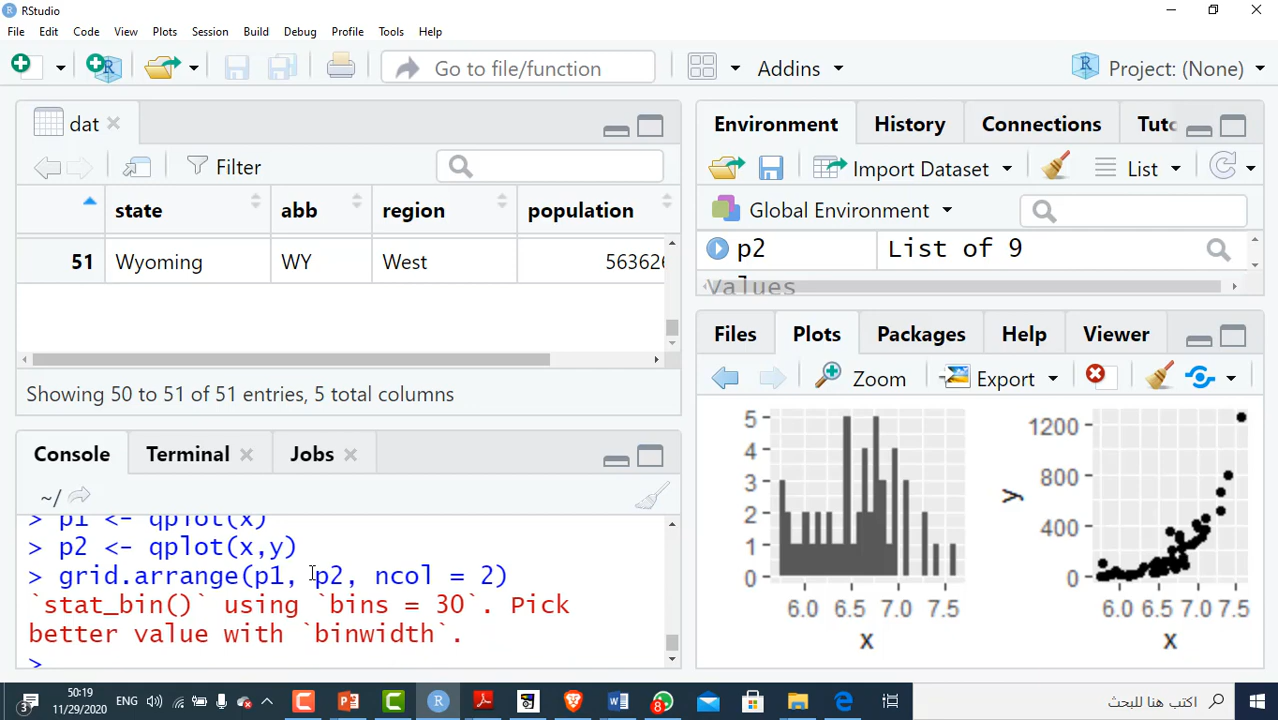 RStudio
File Edit Code View Plots Session Build Debug Profile Tools Help
Go to file/function Addins Project: (None)
dat
Filter
state abb region population
51 Wyoming WY West 563626
Showing 50 to 51 of 51 entries, 5 total columns
Console Terminal Jobs
~/
> p1 <- qplot(x)
> p2 <- qplot(x,y)
> grid.arrange(p1, p2, ncol = 2)
`stat_bin()` using `bins = 30`. Pick
better value with `binwidth`.
>
Environment History Connections Tuto
Import Dataset List
Global Environment
p2 List of 9
Values
Files Plots Packages Help Viewer
Zoom Export
5
4
3
2
1
0
6.0 6.5 7.0 7.5
x
1200
800
400
0
y
6.0 6.5 7.0 7.5
x
3
50:19
11/29/2020
ENG
8
اكتب هنا للبحث